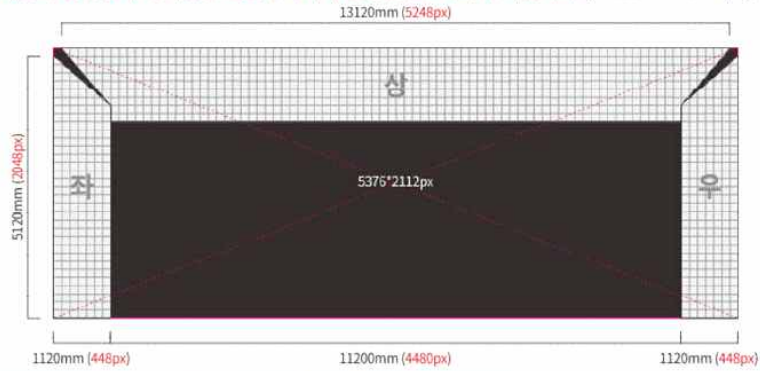 13120mm (5248px)
상
5120mm (2048px)
좌
5376*2112px
우
1120mm (448px)
11200mm (4480px)
1120mm (448px)